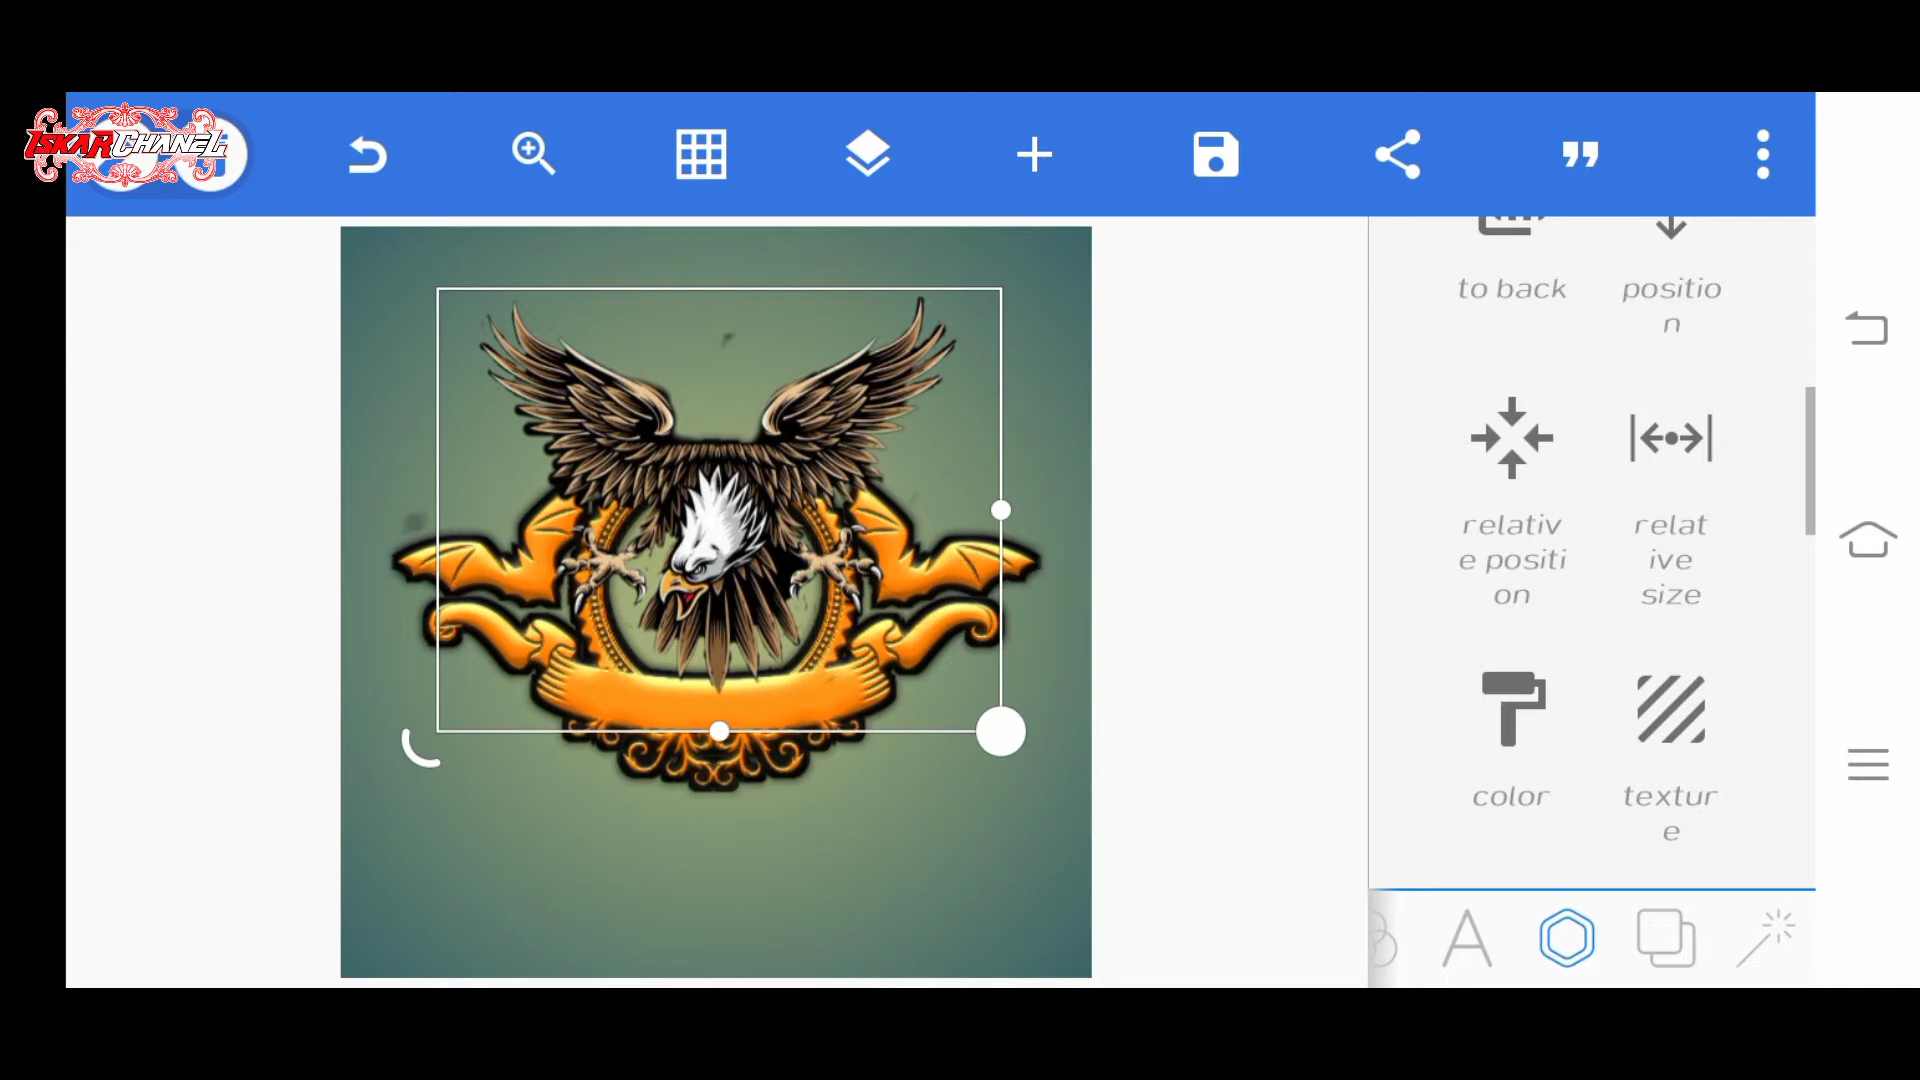 ISKAR CHANEL
to back
positio
n
relativ
e positi
on
relat
ive
size
color
textur
e